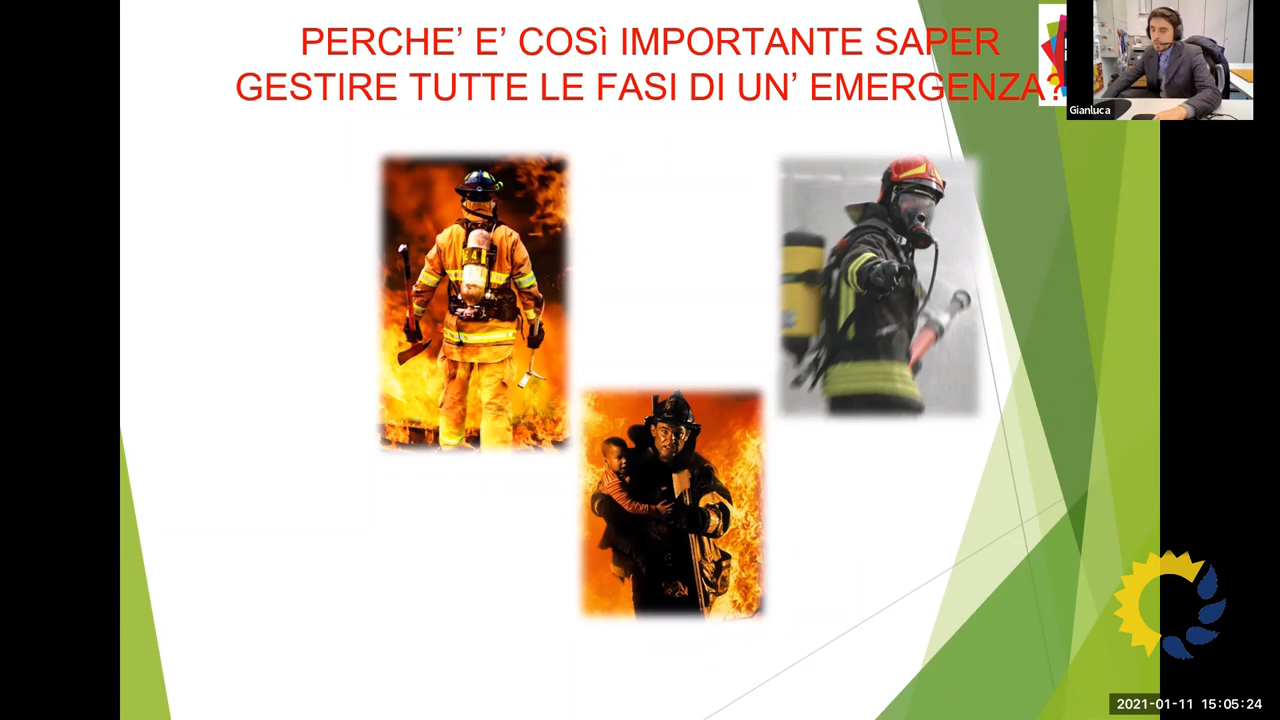 PERCHE’ E’ COSì IMPORTANTE SAPER
GESTIRE TUTTE LE FASI DI UN’ EMERGENZA?
Gianluca
2021-01-11 15:05:24